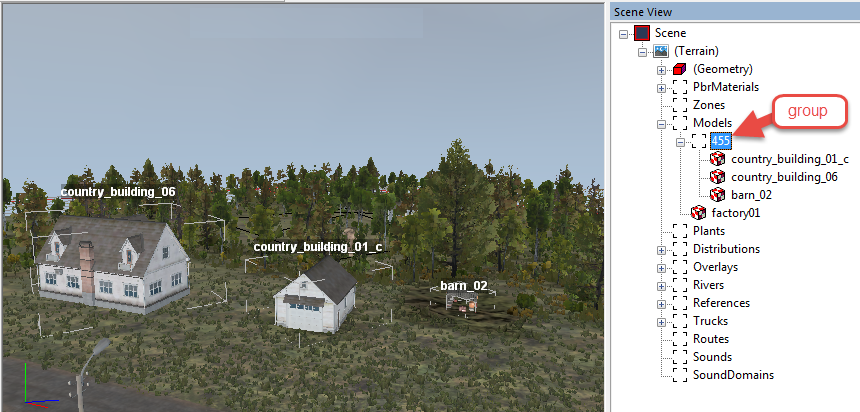 Scene View
Scene
(Terrain)
(Geometry)
PbrMaterials
Zones
Models
group
455
country_building_01_c
country_building_06
barn_02
factory01
Plants
Distributions
Overlays
Rivers
References
Trucks
Routes
Sounds
SoundDomains
country_building_06
country_building_01_c
barn_02